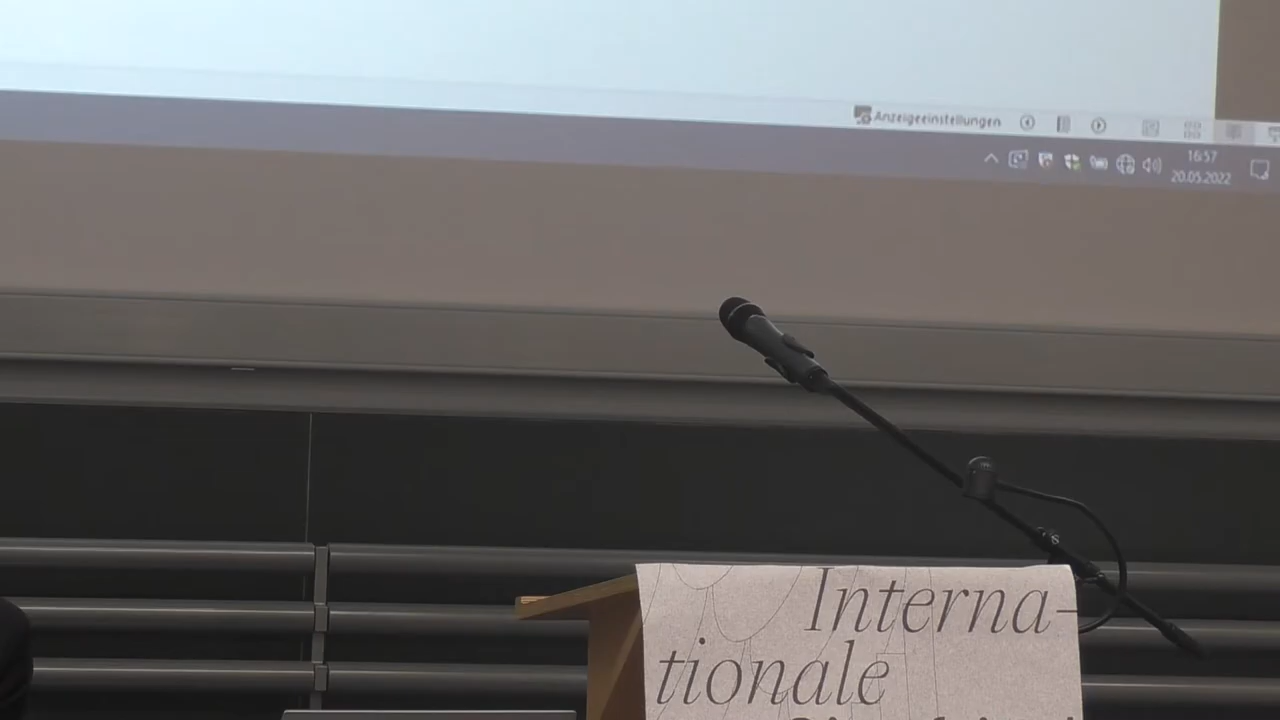 Anzeigeeinstellungen
16:57
20.05.2022
Interna-
tionale